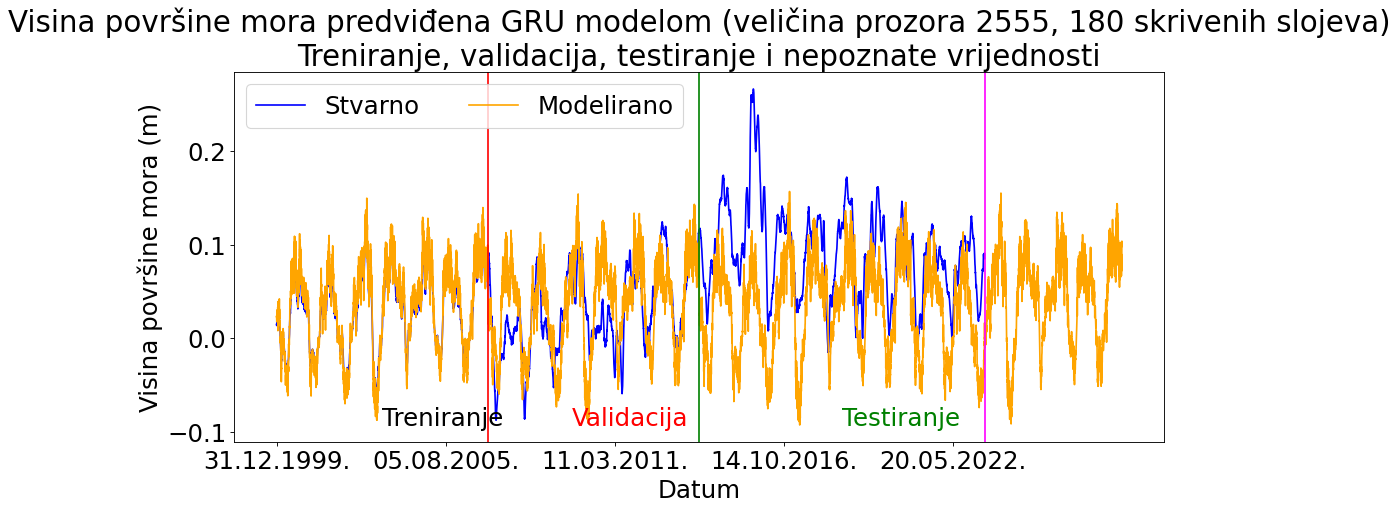 Visina površine mora predviđena GRU modelom (veličina prozora 2555, 180 skrivenih slojeva)
Treniranje, validacija, testiranje i nepoznate vrijednosti
Stvarno
Modelirano
Visina površine mora (m)
0.2
0.1
0.0
−0.1
Treniranje
Validacija
Testiranje
31.12.1999.
05.08.2005.
11.03.2011.
14.10.2016.
20.05.2022.
Datum